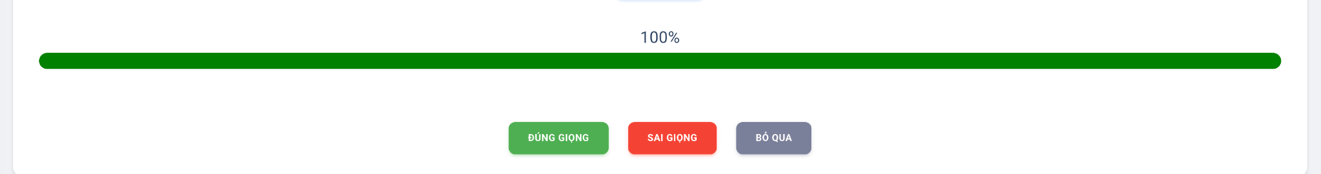 100%
ĐÚNG GIỌNG
SAI GIỌNG
BỎ QUA